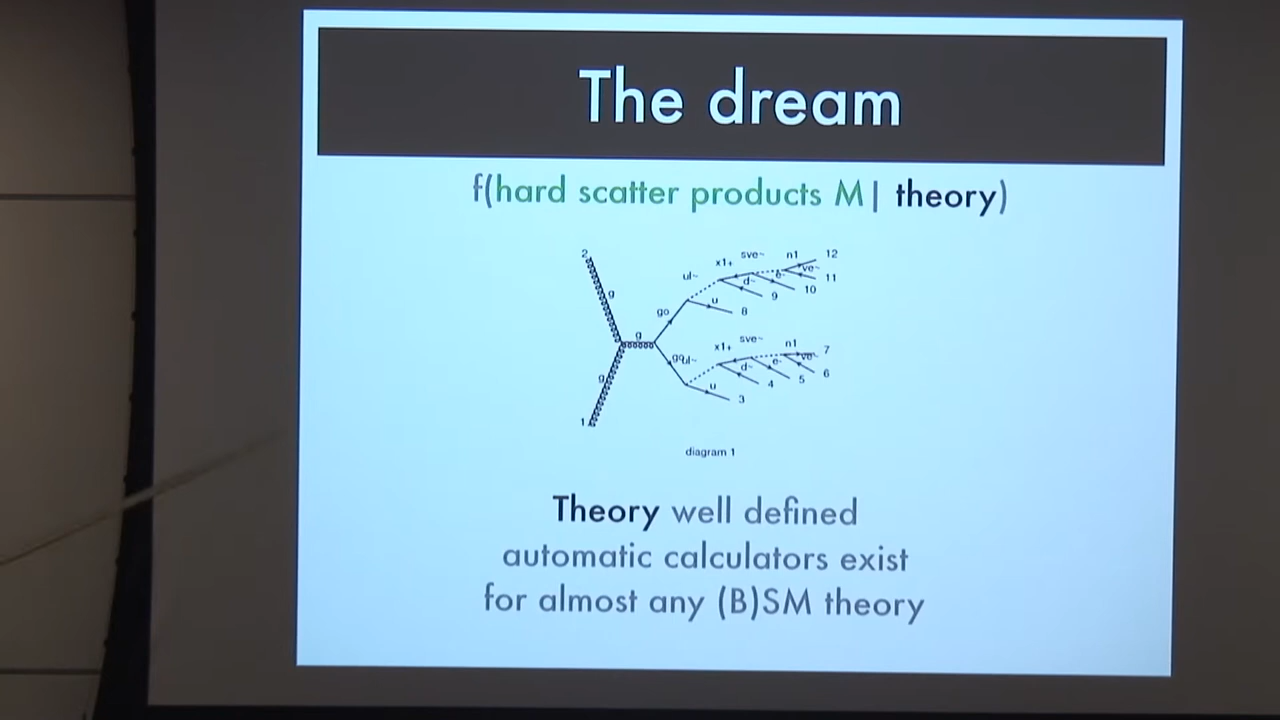 The dream
f(hard scatter products M| theory)
2
g
g
g
1
go
ul~
u
8
x1+
sve~
n1
12
d~
9
e-
10
ve~
11
go
ul~
u
3
x1+
sve~
n1
7
d~
4
e-
5
ve~
6
diagram 1
Theory well defined
automatic calculators exist
for almost any (B)SM theory